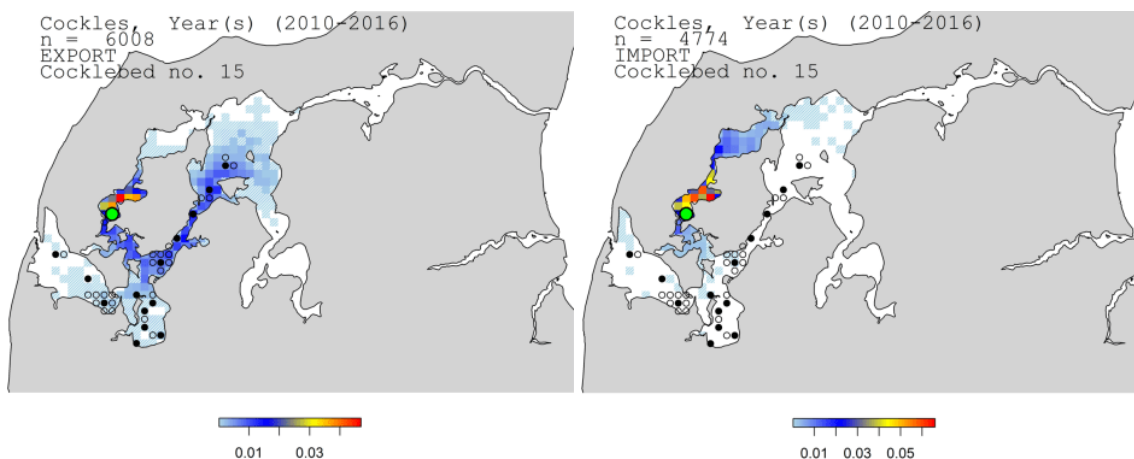 Cockles, Year(s) (2010-2016)
n = 6008
EXPORT
Cocklebed no. 15
Cockles, Year(s) (2010-2016)
n = 4774
IMPORT
Cocklebed no. 15
0.01 0.03
0.01 0.03 0.05